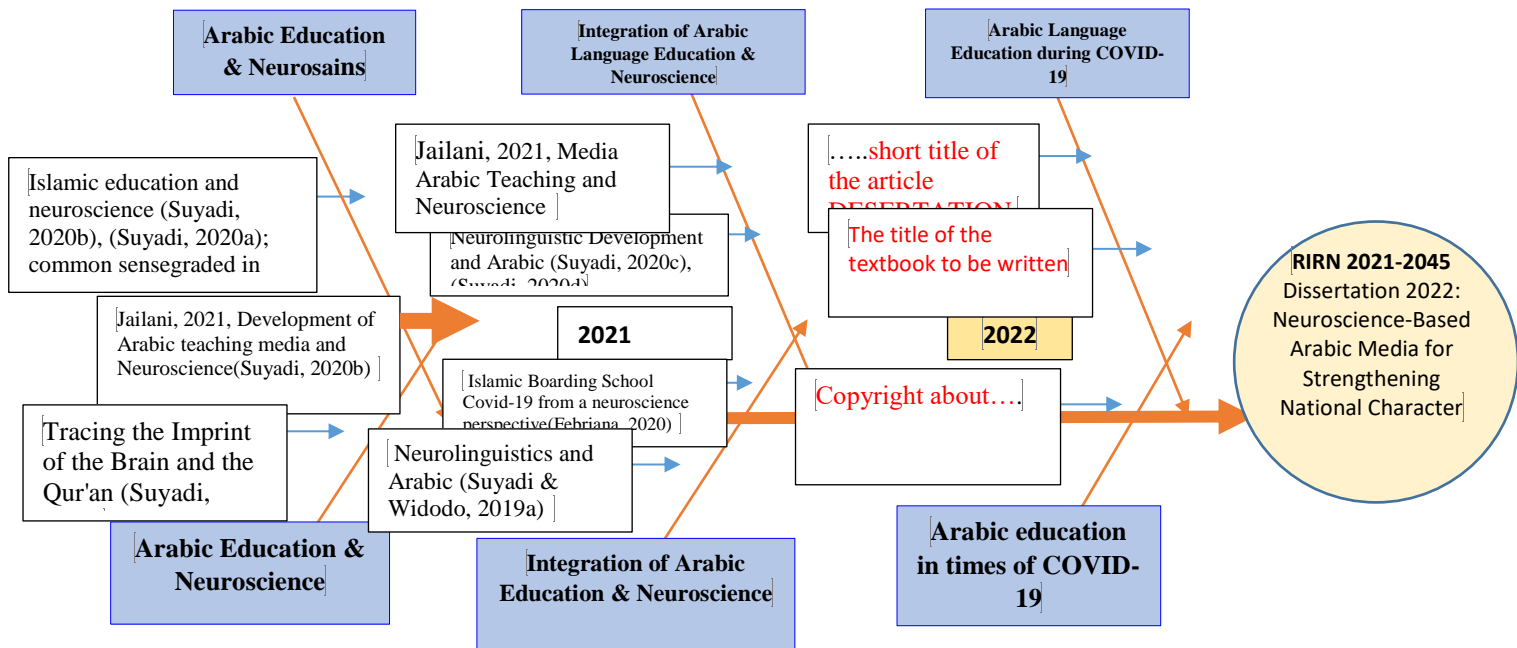 Arabic Education
& Neurosains
Integration of Arabic
Language Education &
Neuroscience
Arabic Language
Education during COVID-
19
Islamic education and
neuroscience (Suyadi,
2020b), (Suyadi, 2020a);
common sensegraded in
Jailani, 2021, Media
Arabic Teaching and
Neuroscience
…..short title of
the article
DESERTATION
Neurolinguistic Development
and Arabic (Suyadi, 2020c),
(Suyadi, 2020d)
The title of the
textbook to be written
Jailani, 2021, Development of
Arabic teaching media and
Neuroscience(Suyadi, 2020b)
2021
2022
RIRN 2021-2045
Dissertation 2022:
Neuroscience-Based
Arabic Media for
Strengthening
National Character
Islamic Boarding School
Covid-19 from a neuroscience
perspective(Febriana, 2020)
Copyright about….
Tracing the Imprint
of the Brain and the
Qur'an (Suyadi,
Neurolinguistics and
Arabic (Suyadi &
Widodo, 2019a)
Arabic Education &
Neuroscience
Integration of Arabic
Education & Neuroscience
Arabic education
in times of COVID-
19